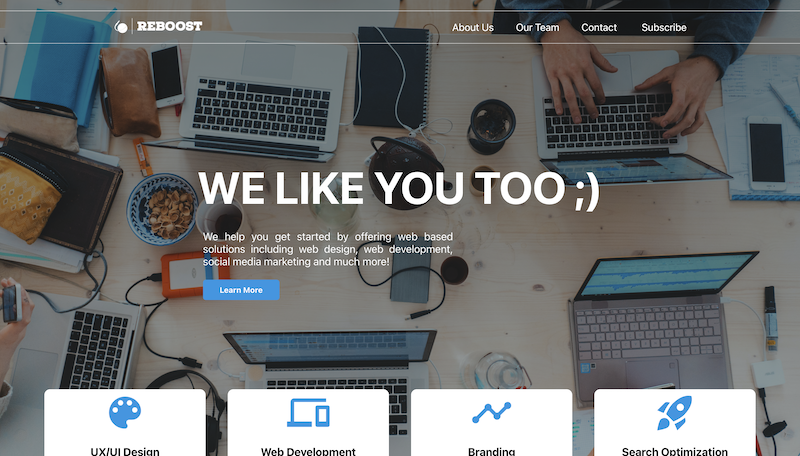 REBOOST
About Us
Our Team
Contact
Subscribe
WE LIKE YOU TOO ;)
We help you get started by offering web based
solutions including web design, web development,
social media marketing and much more!
Learn More
UX/UI Design
Web Development
Branding
Search Optimization